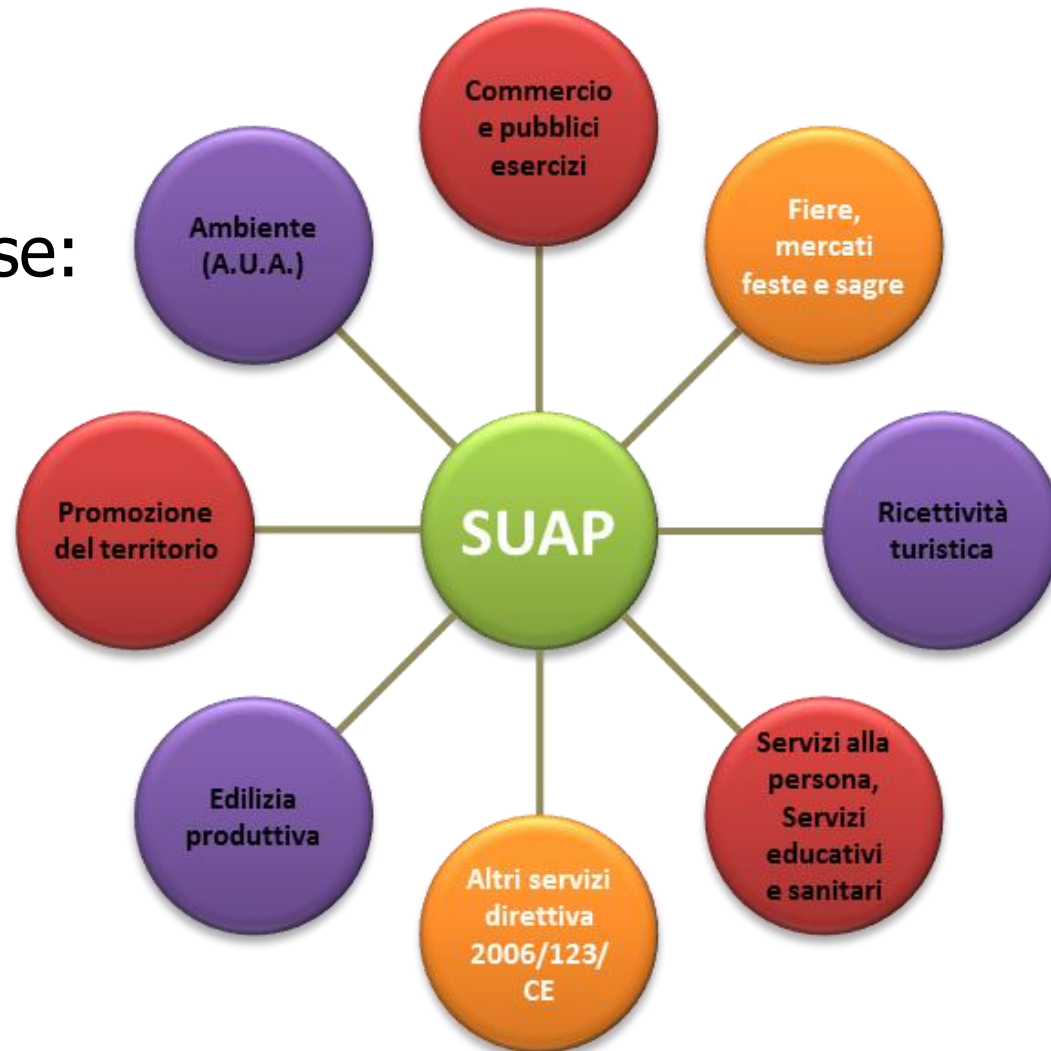 se:
Commercio
e pubblici
esercizi
Fiere,
mercati
feste e sagre
Ricettività
turistica
Servizi alla
persona,
Servizi
educativi
e sanitari
Altri servizi
direttiva
2006/123/
CE
Edilizia
produttiva
Promozione
del territorio
Ambiente
(A.U.A.)
SUAP